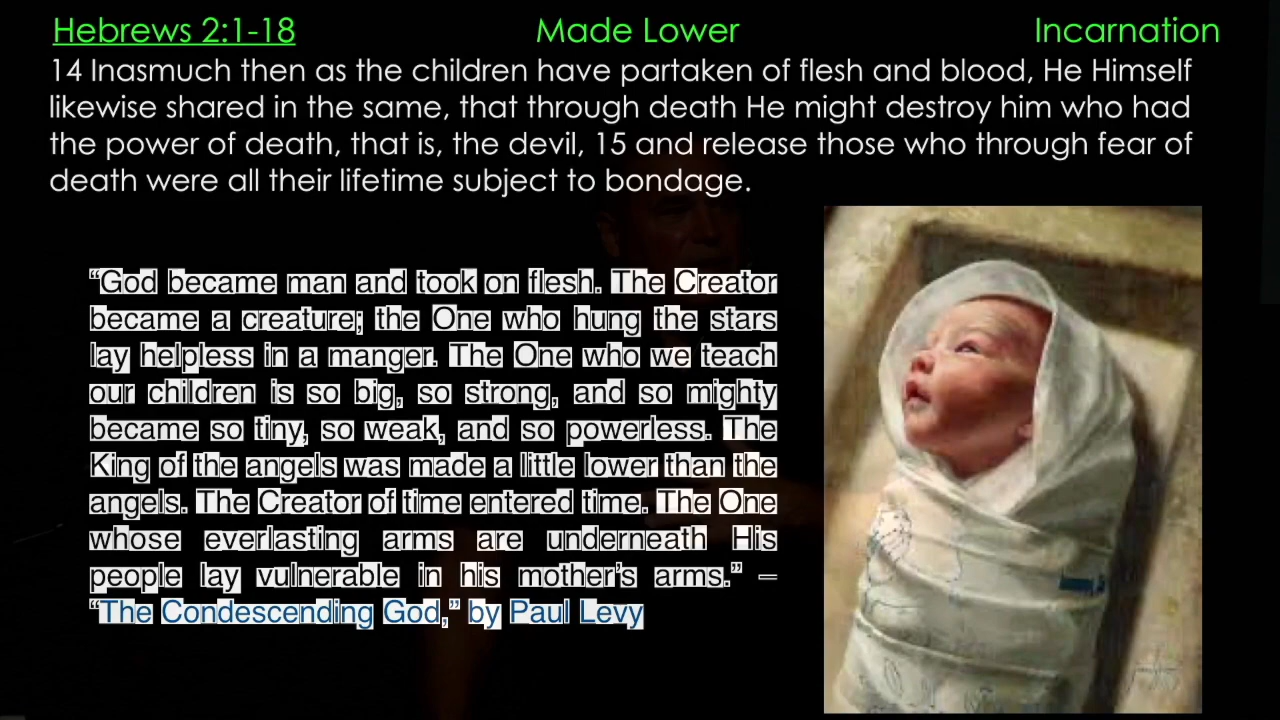 Hebrews 2:1-18 Made Lower Incarnation
14 Inasmuch then as the children have partaken of flesh and blood, He Himself
likewise shared in the same, that through death He might destroy him who had
the power of death, that is, the devil, 15 and release those who through fear of
death were all their lifetime subject to bondage.
“God became man and took on flesh. The Creator
became a creature; the One who hung the stars
lay helpless in a manger. The One who we teach
our children is so big, so strong, and so mighty
became so tiny, so weak, and so powerless. The
King of the angels was made a little lower than the
angels. The Creator of time entered time. The One
whose everlasting arms are underneath His
people lay vulnerable in his mother’s arms.” –
“The Condescending God,” by Paul Levy